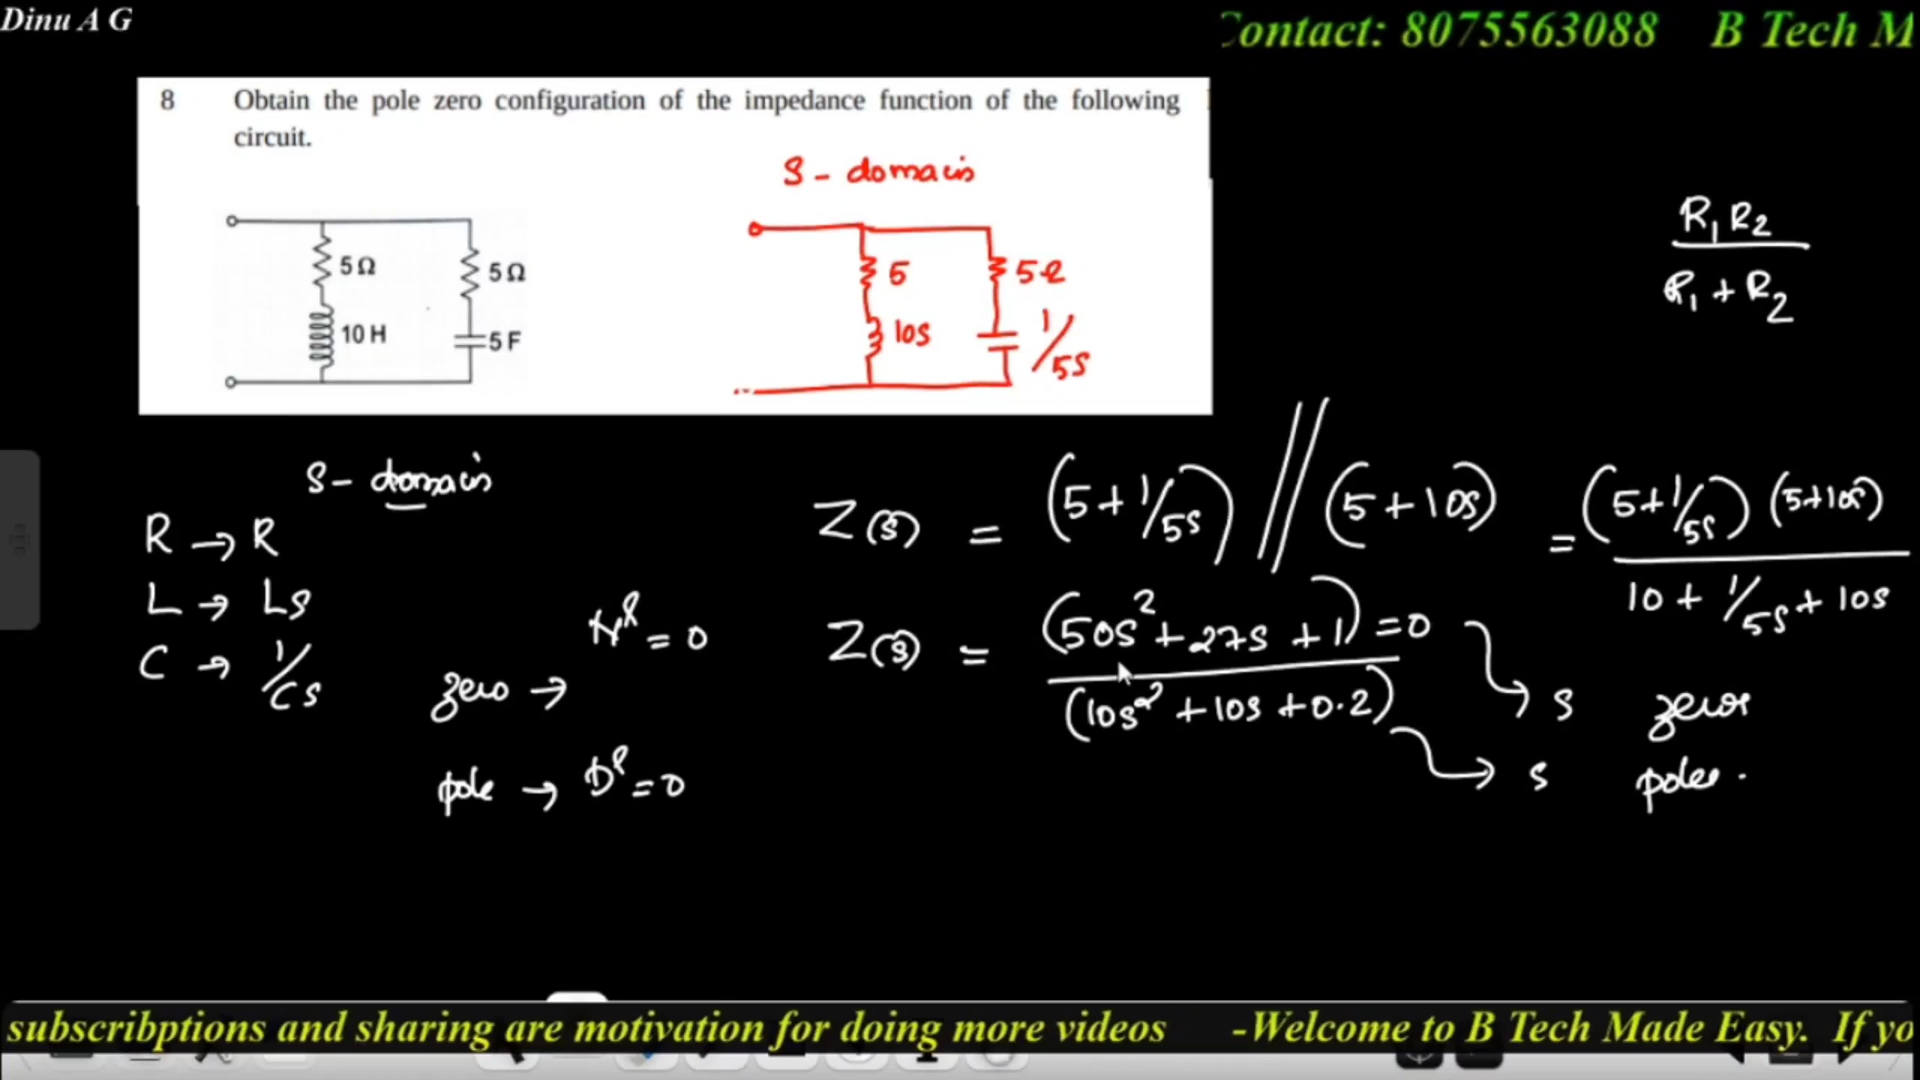 Dinu A G
Contact: 8075563088 B Tech M
8 Obtain the pole zero configuration of the impedance function of the following
circuit.
S - domain
5Ω
5Ω
10 H
5 F
5
5Ω
10s
1/5s
R₁R₂
R₁ + R₂
S - domain
R → R
L → Ls
C → 1/Cs
zero → Nr = 0
pole → Dr = 0
Z(s) = (5+1/5s) // (5+10s) = (5+1/5s) (5+10s)
10 + 1/5s + 10s
Z(s) = (50s² + 27s + 1) = 0
(10s² + 10s + 0.2)
→ s zeros
→ s poles.
subscribptions and sharing are motivation for doing more videos -Welcome to B Tech Made Easy. If yo